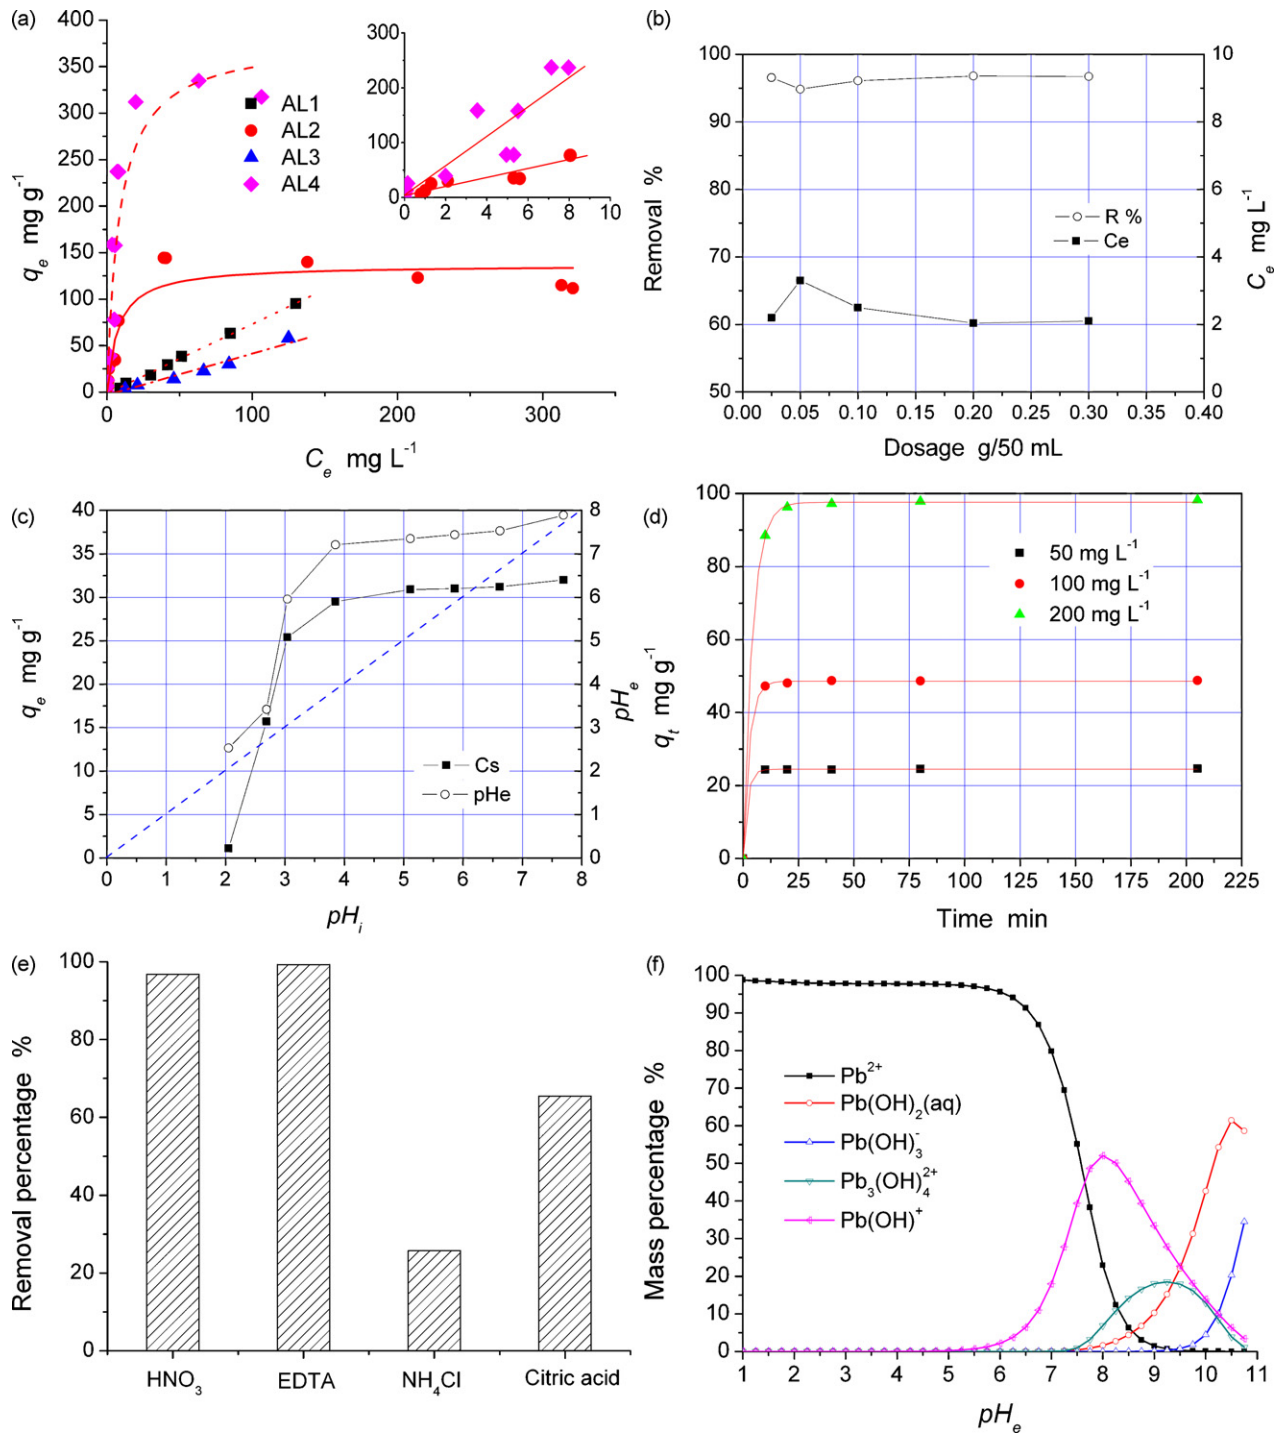 (a)
400
350
300
250
200
150
100
50
0
q_e mg g^-1
0 100 200 300
C_e mg L^-1
AL1
AL2
AL3
AL4
300
200
100
0
0 2 4 6 8 10
(b)
100
90
80
70
60
50
Removal %
10
8
6
4
2
0
C_e mg L^-1
R %
Ce
0.00 0.05 0.10 0.15 0.20 0.25 0.30 0.35 0.40
Dosage g/50 mL
(c)
40
35
30
25
20
15
10
5
0
q_e mg g^-1
8
7
6
5
4
3
2
1
0
pH_e
Cs
pHe
0 1 2 3 4 5 6 7 8
pH_i
(d)
100
80
60
40
20
0
q_t mg g^-1
50 mg L^-1
100 mg L^-1
200 mg L^-1
0 25 50 75 100 125 150 175 200 225
Time min
(e)
100
80
60
40
20
0
Removal percentage %
HNO₃ EDTA NH₄Cl Citric acid
(f)
100
90
80
70
60
50
40
30
20
10
0
Mass percentage %
Pb²⁺
Pb(OH)₂(aq)
Pb(OH)₃⁻
Pb₃(OH)₄²⁺
Pb(OH)⁺
1 2 3 4 5 6 7 8 9 10 11
pH_e